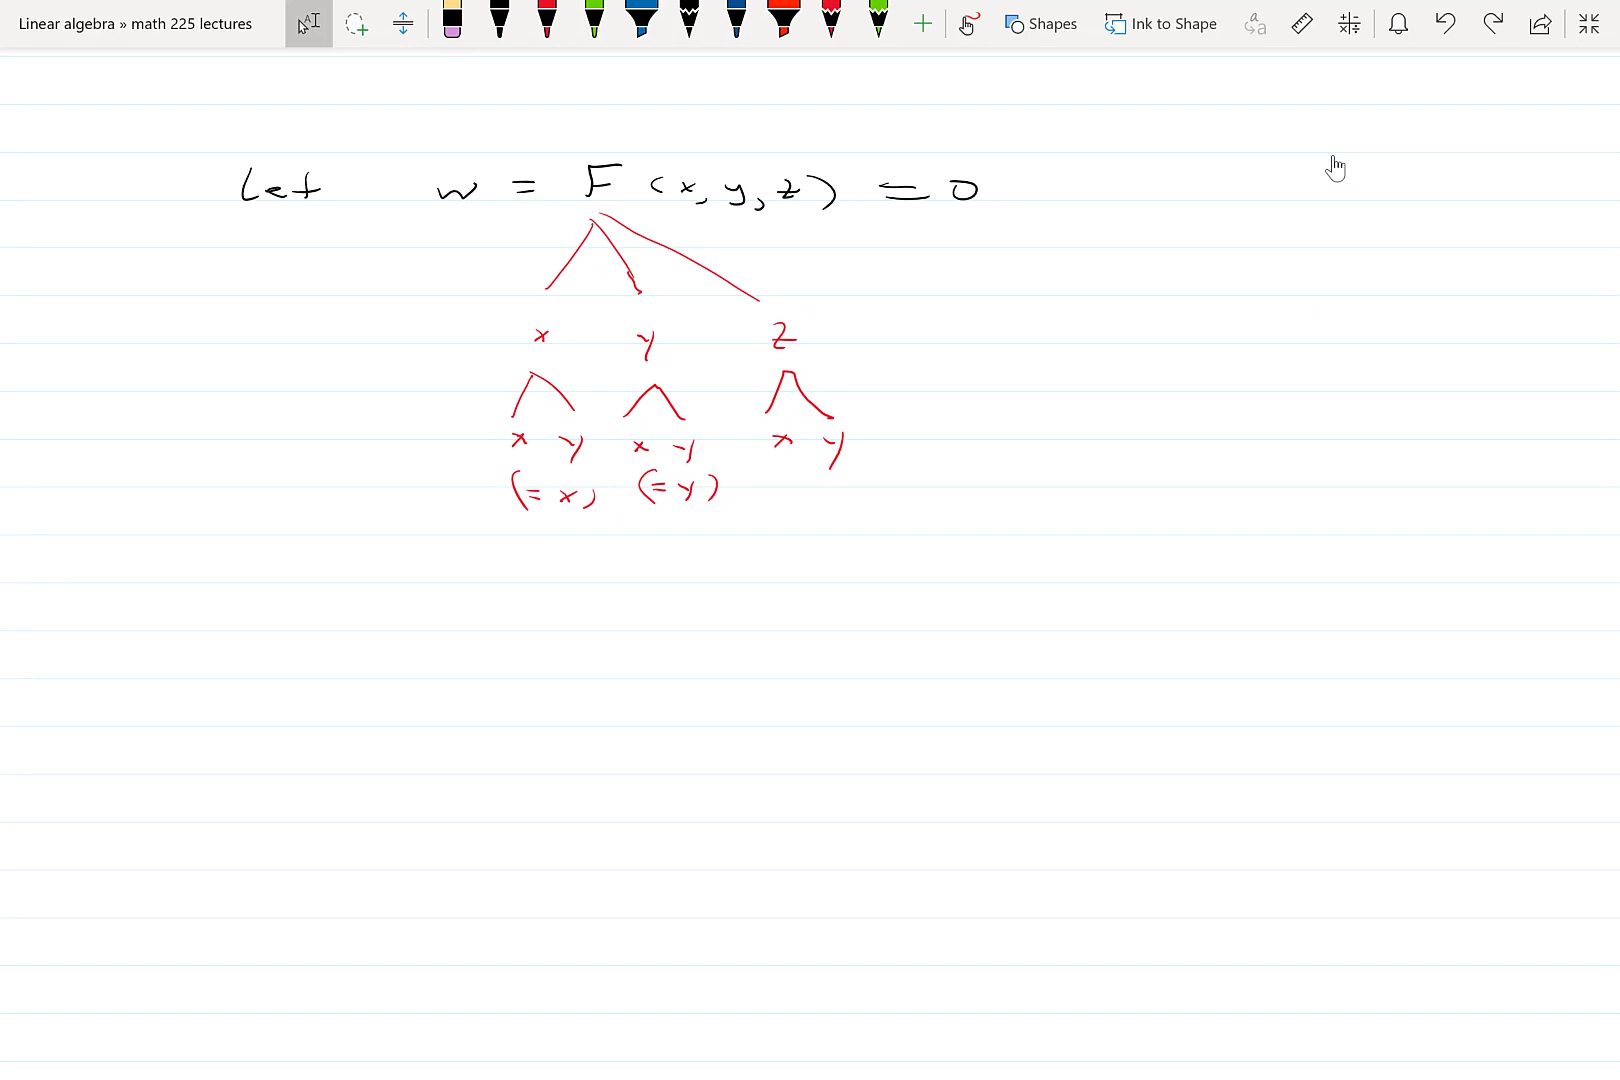 Linear algebra » math 225 lectures Shapes Ink to Shape
Let w = F (x, y, z) = 0
x y z
x y x y x y
(= x) (= y)